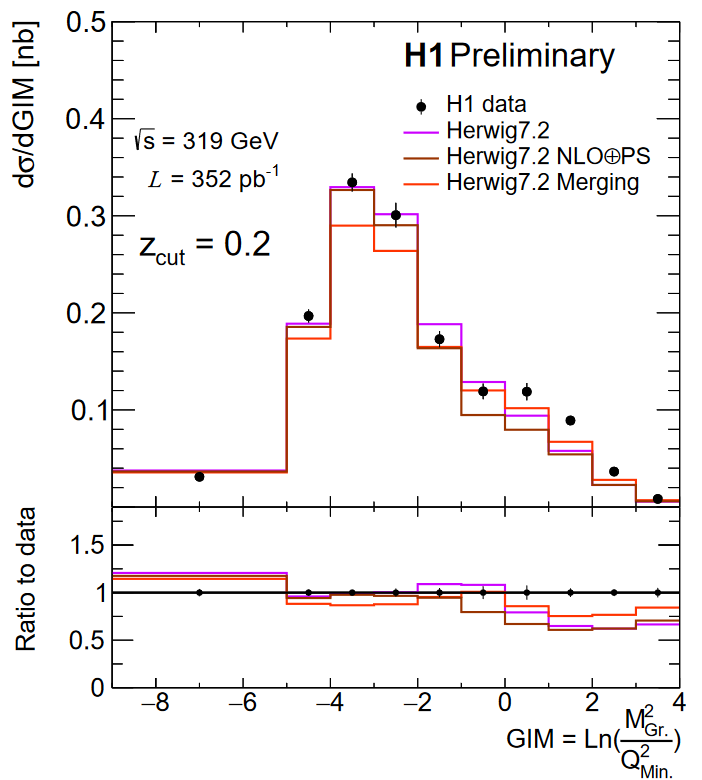 dσ/dGIM [nb]
0.5
0.4
0.3
0.2
0.1
H1 Preliminary
H1 data
Herwig7.2
Herwig7.2 NLO⊕PS
Herwig7.2 Merging
√s = 319 GeV
L = 352 pb⁻¹
z_cut = 0.2
Ratio to data
1.5
1
0.5
0
−8 −6 −4 −2 0 2 4
GIM = Ln(M²_Gr./Q²_Min.)